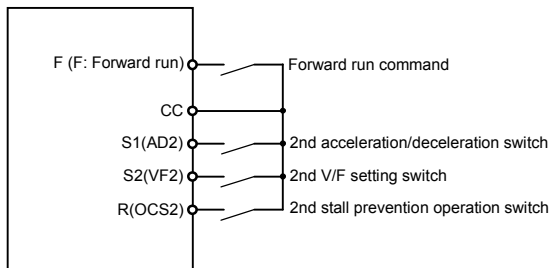 F (F: Forward run) Forward run command
CC
S1(AD2) 2nd acceleration/deceleration switch
S2(VF2) 2nd V/F setting switch
R(OCS2) 2nd stall prevention operation switch